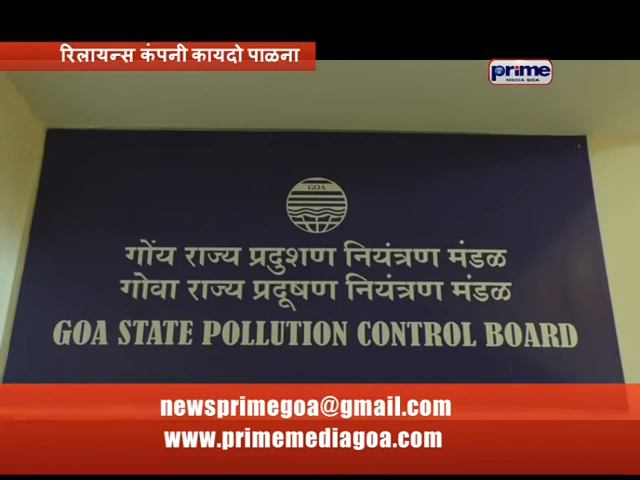 रिलायन्स कंपनी कायदो पाळना
prime
MEDIA GOA
GOA
गोंय राज्य प्रदुशण नियंत्रण मंडळ
गोवा राज्य प्रदूषण नियंत्रण मंडळ
GOA STATE POLLUTION CONTROL BOARD
newsprimegoa@gmail.com
www.primemediagoa.com